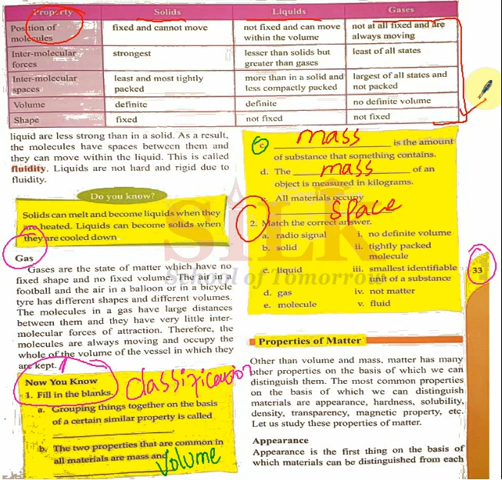 Property Solids Liquids Gases
Position of molecules fixed and cannot move not fixed and can move within the volume not at all fixed and are always moving
Inter-molecular forces strongest lesser than solids but greater than gases least of all states
Inter-molecular spaces least and most tightly packed more than in a solid and less compactly packed largest of all states and not packed
Volume definite definite no definite volume
Shape fixed not fixed not fixed
liquid are less strong than in a solid. As a result,
the molecules have spaces between them and
they can move within the liquid. This is called
fluidity. Liquids are not hard and rigid due to
fluidity.
Do you know?
Solids can melt and become liquids when they
are heated. Liquids can become solids when
they are cooled down
Gas
Gases are the state of matter which have no
fixed shape and no fixed volume. The air in a
football and the air in a balloon or in a bicycle
tyre has different shapes and different volumes.
The molecules in a gas have large distances
between them and they have very little inter-
molecular forces of attraction. Therefore, the
molecules are always moving and occupy the
whole of the volume of the vessel in which they
are kept.
Now You Know
1. Fill in the blanks.
classification
a. Grouping things together on the basis
of a certain similar property is called
b. The two properties that are common in
all materials are mass and
volume
c. mass is the amount
of substance that something contains.
d. The mass of an
object is measured in kilograms.
All materials occupy
space
2. Match the correct answer.
a. radio signal i. no definite volume
b. solid ii. tightly packed molecule
c. liquid iii. smallest identifiable unit of a substance
d. gas iv. not matter
e. molecule v. fluid
33
Properties of Matter
Other than volume and mass, matter has many
other properties on the basis of which we can
distinguish them. The most common properties
on the basis of which we can distinguish
materials are appearance, hardness, solubility,
density, transparency, magnetic property, etc.
Let us study these properties of matter.
Appearance
Appearance is the first thing on the basis of
which materials can be distinguished from each
SILK
School of Tomorrow